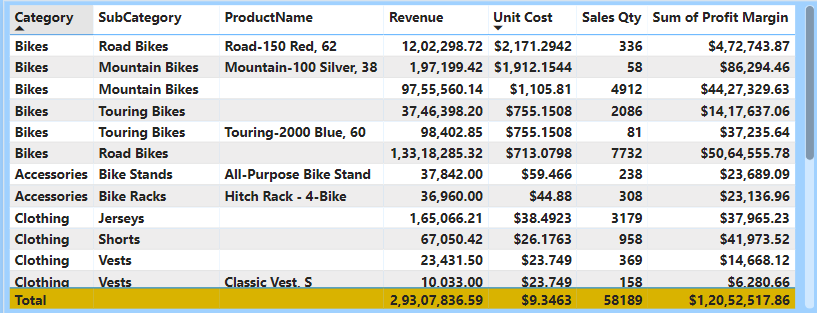 Category SubCategory ProductName Revenue Unit Cost Sales Qty Sum of Profit Margin
Bikes Road Bikes Road-150 Red, 62 12,02,298.72 $2,171.2942 336 $4,72,743.87
Bikes Mountain Bikes Mountain-100 Silver, 38 1,97,199.42 $1,912.1544 58 $86,294.46
Bikes Mountain Bikes 97,55,560.14 $1,105.81 4912 $44,27,329.63
Bikes Touring Bikes 37,46,398.20 $755.1508 2086 $14,17,637.06
Bikes Touring Bikes Touring-2000 Blue, 60 98,402.85 $755.1508 81 $37,235.64
Bikes Road Bikes 1,33,18,285.32 $713.0798 7732 $50,64,555.78
Accessories Bike Stands All-Purpose Bike Stand 37,842.00 $59.466 238 $23,689.09
Accessories Bike Racks Hitch Rack - 4-Bike 36,960.00 $44.88 308 $23,136.96
Clothing Jerseys 1,65,066.21 $38.4923 3179 $37,965.23
Clothing Shorts 67,050.42 $26.1763 958 $41,973.52
Clothing Vests 23,431.50 $23.749 369 $14,668.12
Clothing Vests Classic Vest, S 10,033.00 $23.749 158 $6,280.66
Total 2,93,07,836.59 $9.3463 58189 $1,20,52,517.86